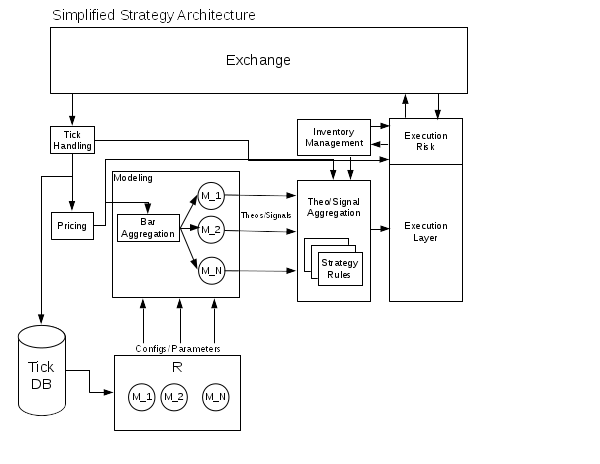 Simplified Strategy Architecture
Exchange
Tick
Handling
Inventory
Management
Execution
Risk
Modeling
M_1
Theos/Signals
Theo/Signal
Aggregation
Pricing
Bar
Aggregation
M_2
Execution
Layer
M_N
Strategy
Rules
Configs/Parameters
Tick
DB
R
M_1
M_2
M_N